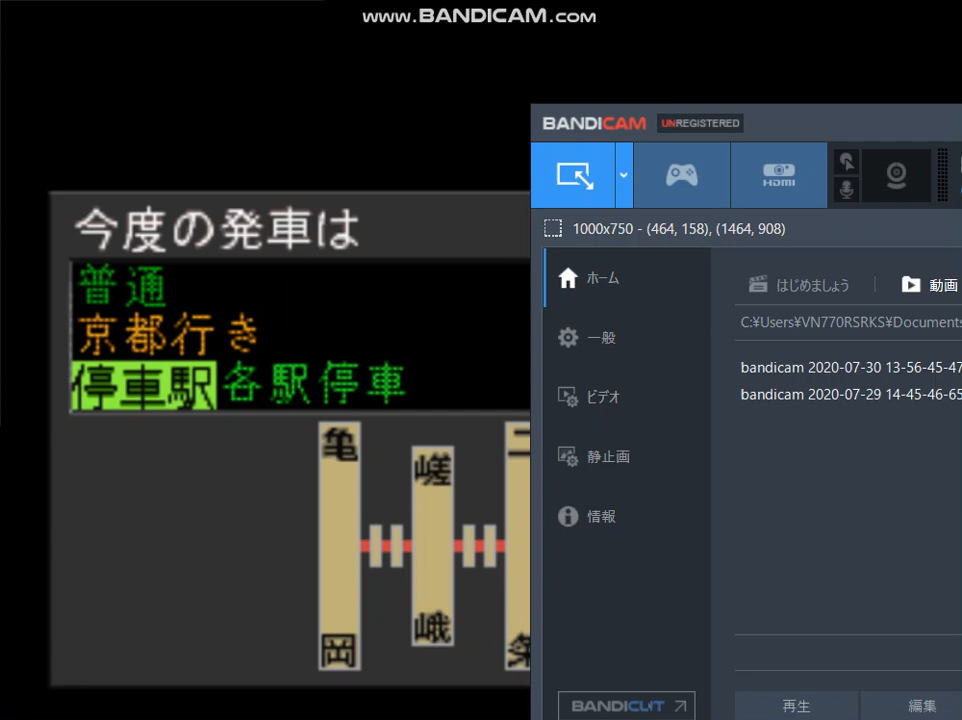 www.BANDICAM.com
BANDICAM UNREGISTERED
HDMI
今度の発車は
1000x750 - (464, 158), (1464, 908)
普通
京都行き
停車駅 各駅停車
亀岡
嵯峨
二条
ホーム
一般
ビデオ
静止画
情報
はじめましょう
動画
C:¥Users¥VN770RSRKS¥Documents
bandicam 2020-07-30 13-56-45-47
bandicam 2020-07-29 14-45-46-65
BANDICUT
再生
編集